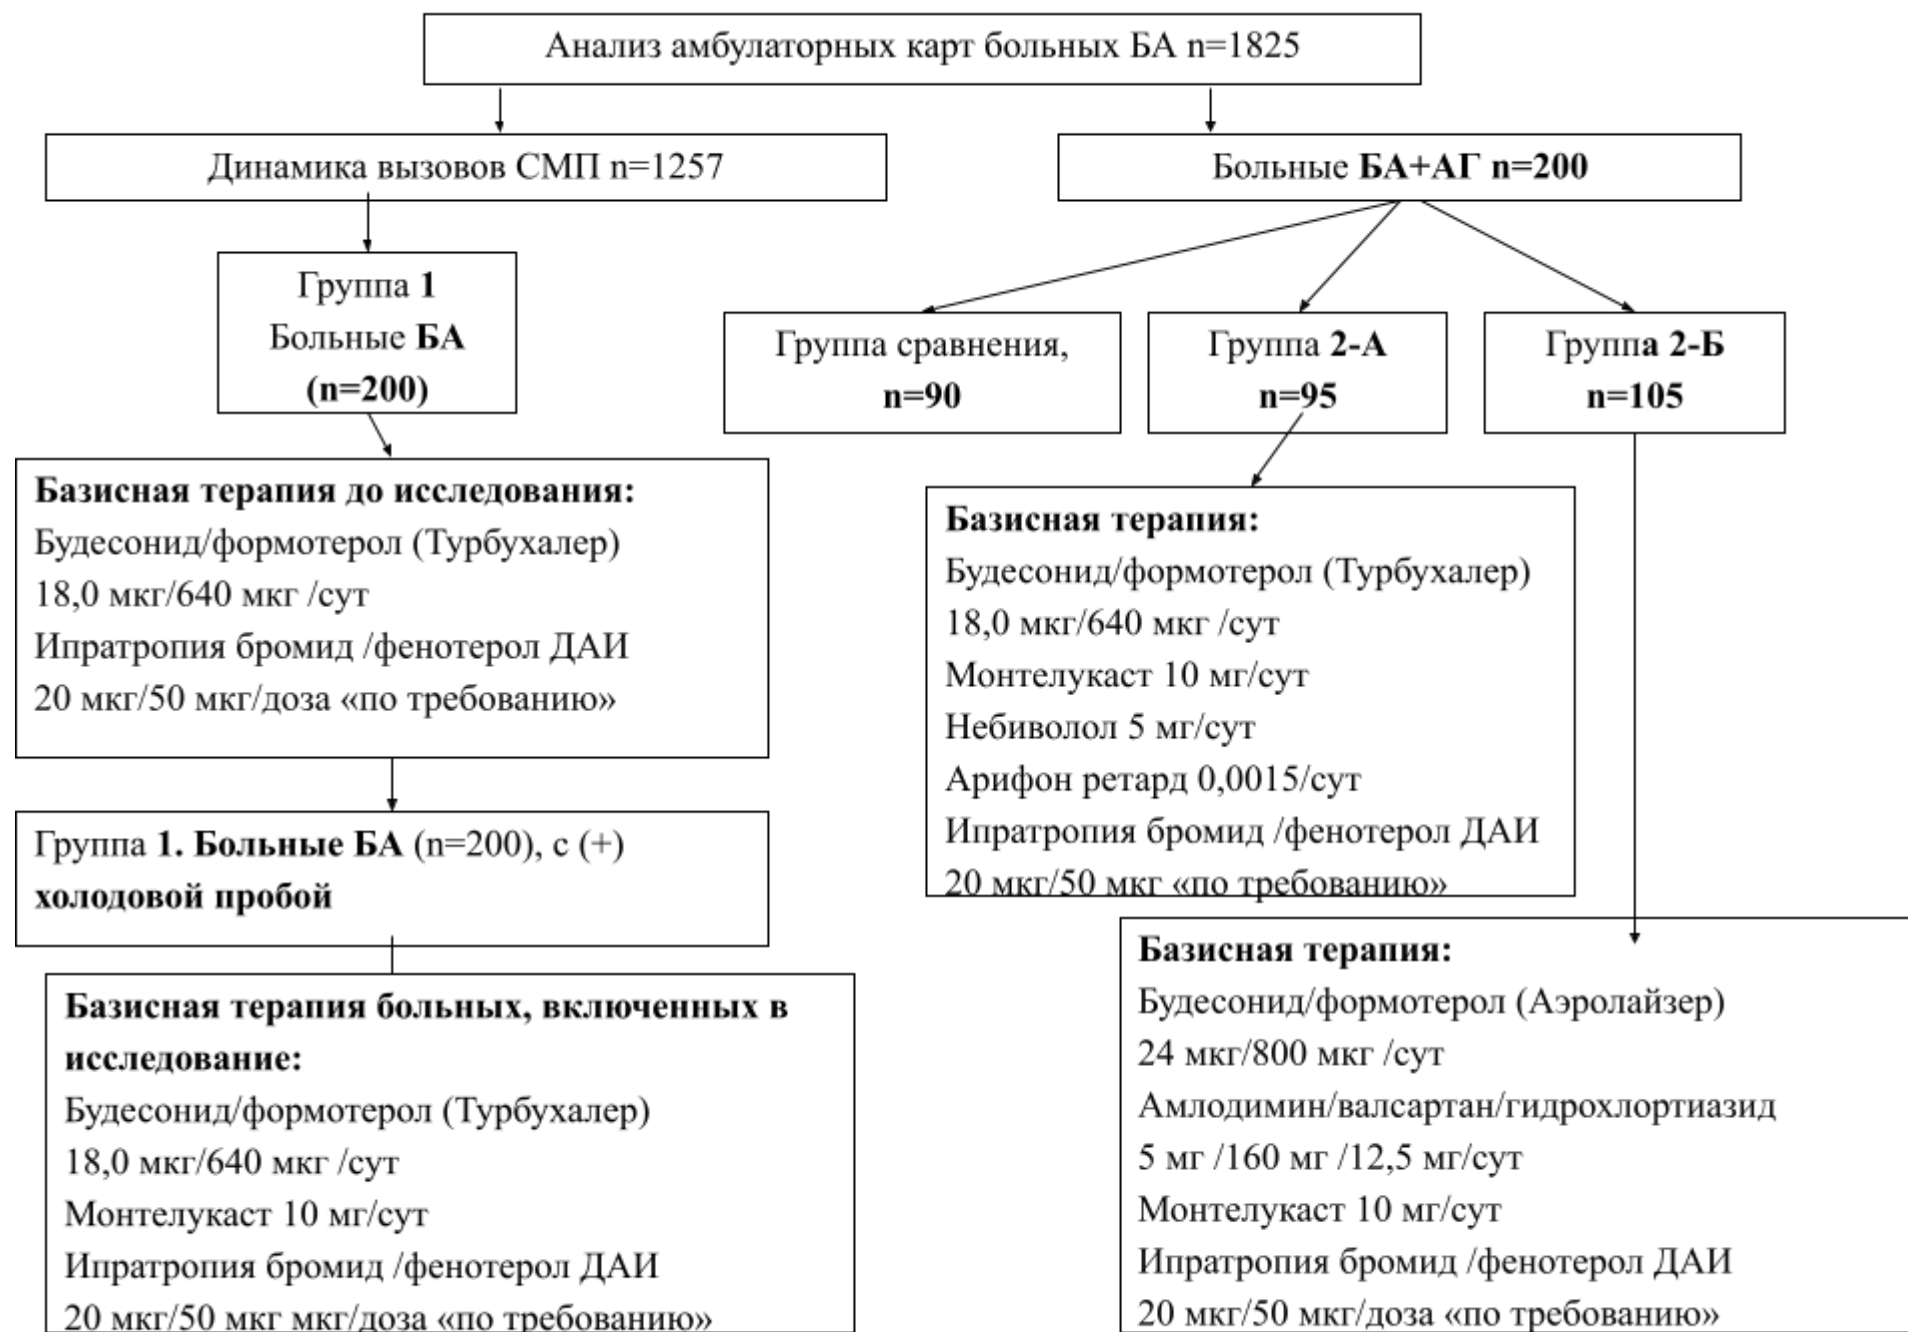 Анализ амбулаторных карт больных БА n=1825
Динамика вызовов СМП n=1257
Больные БА+АГ n=200
Группа 1
Больные БА
(n=200)
Группа сравнения,
n=90
Группа 2-А
n=95
Группа 2-Б
n=105
Базисная терапия до исследования:
Будесонид/формотерол (Турбухалер)
18,0 мкг/640 мкг /сут
Ипратропия бромид /фенотерол ДАИ
20 мкг/50 мкг/доза «по требованию»
Базисная терапия:
Будесонид/формотерол (Турбухалер)
18,0 мкг/640 мкг /сут
Монтелукаст 10 мг/сут
Небиволол 5 мг/сут
Арифон ретард 0,0015/сут
Ипратропия бромид /фенотерол ДАИ
20 мкг/50 мкг «по требованию»
Группа 1. Больные БА (n=200), с (+)
холодовой пробой
Базисная терапия больных, включенных в
исследование:
Будесонид/формотерол (Турбухалер)
18,0 мкг/640 мкг /сут
Монтелукаст 10 мг/сут
Ипратропия бромид /фенотерол ДАИ
20 мкг/50 мкг мкг/доза «по требованию»
Базисная терапия:
Будесонид/формотерол (Аэролайзер)
24 мкг/800 мкг /сут
Амлодимин/валсартан/гидрохлортиазид
5 мг /160 мг /12,5 мг/сут
Монтелукаст 10 мг/сут
Ипратропия бромид /фенотерол ДАИ
20 мкг/50 мкг/доза «по требованию»